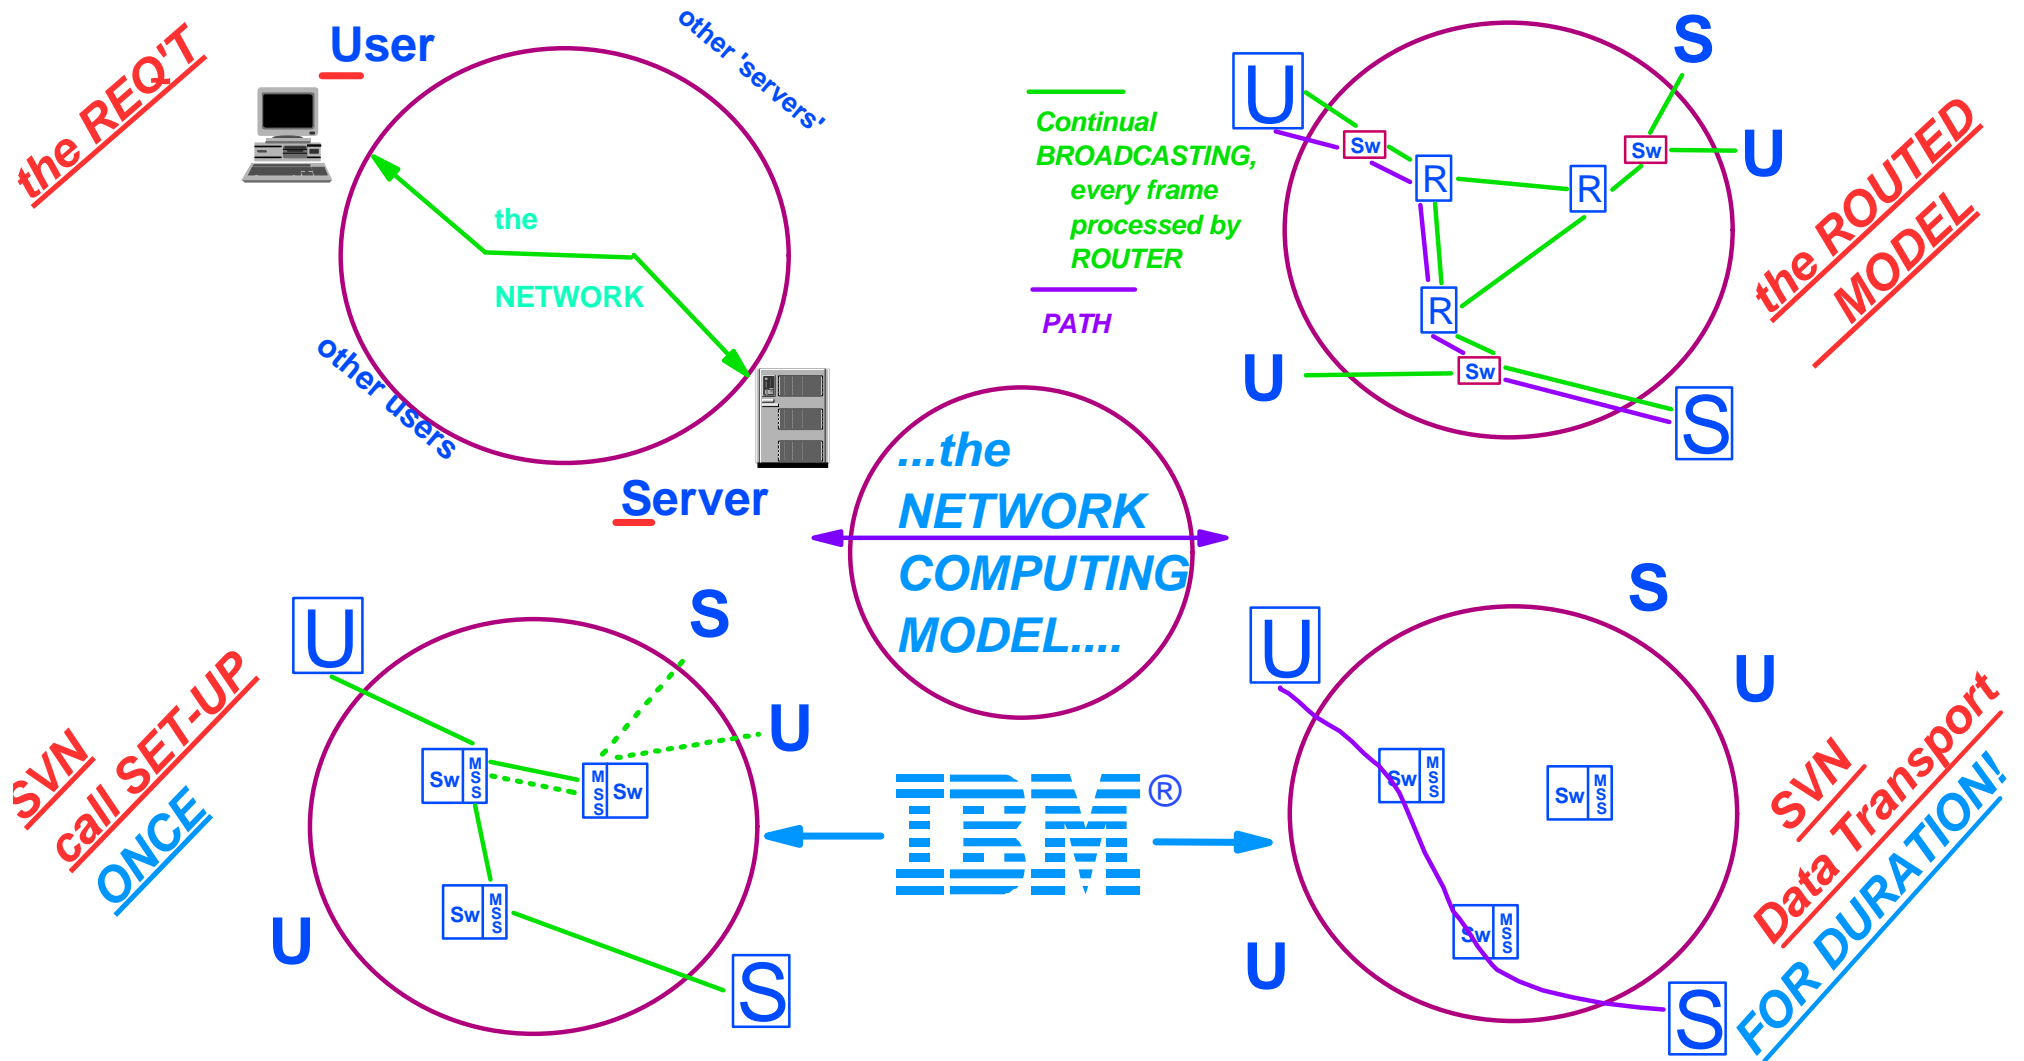 the REQ'T
User
other 'servers'
the
NETWORK
other users
Server
Continual
BROADCASTING,
every frame
processed by
ROUTER
PATH
U
S
U
Sw
Sw
R
R
R
Sw
U
S
the ROUTED
MODEL
...the
NETWORK
COMPUTING
MODEL....
SVN
call SET-UP
ONCE
U
S
U
Sw MSS
MSS Sw
Sw MSS
U
S
IBM®
U
S
U
Sw MSS
Sw MSS
Sw MSS
U
S
SVN
Data Transport
FOR DURATION!